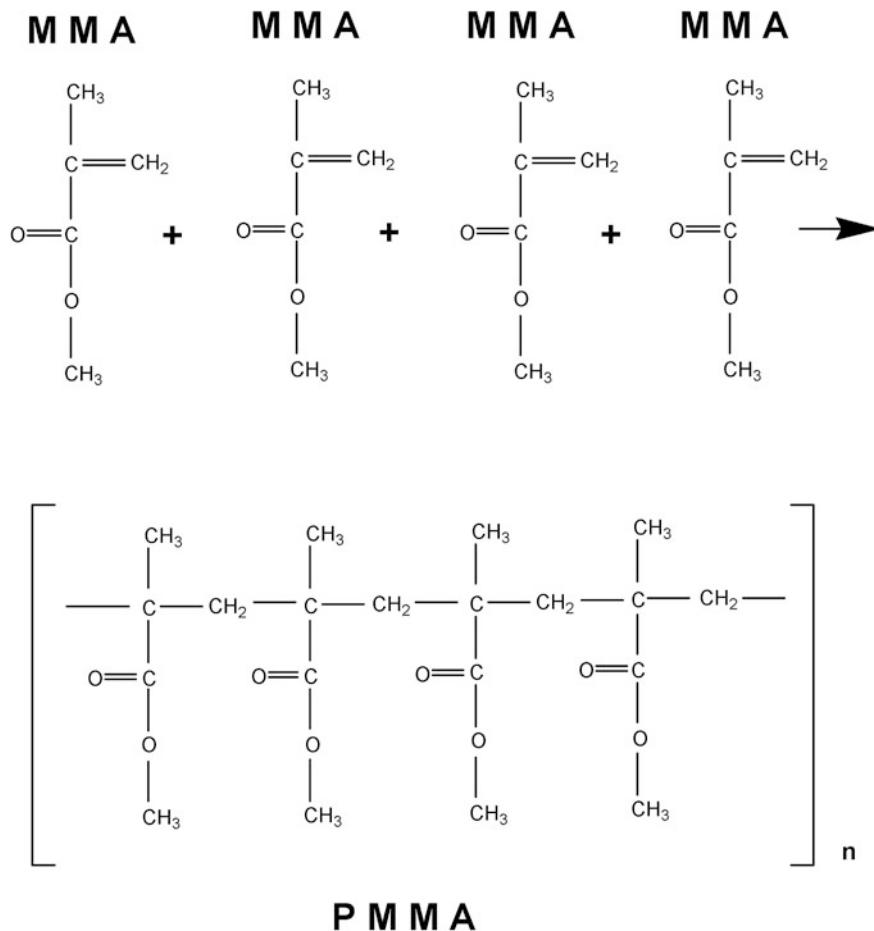 M M A M M A M M A M M A
CH3 CH3 CH3 CH3
C=CH2 C=CH2 C=CH2 C=CH2
O=C + O=C + O=C + O=C
O O O O
CH3 CH3 CH3 CH3
CH3 CH3 CH3 CH3
C CH2 C CH2 C CH2 C CH2
O=C O=C O=C O=C
O O O O
CH3 CH3 CH3 CH3
n
P M M A